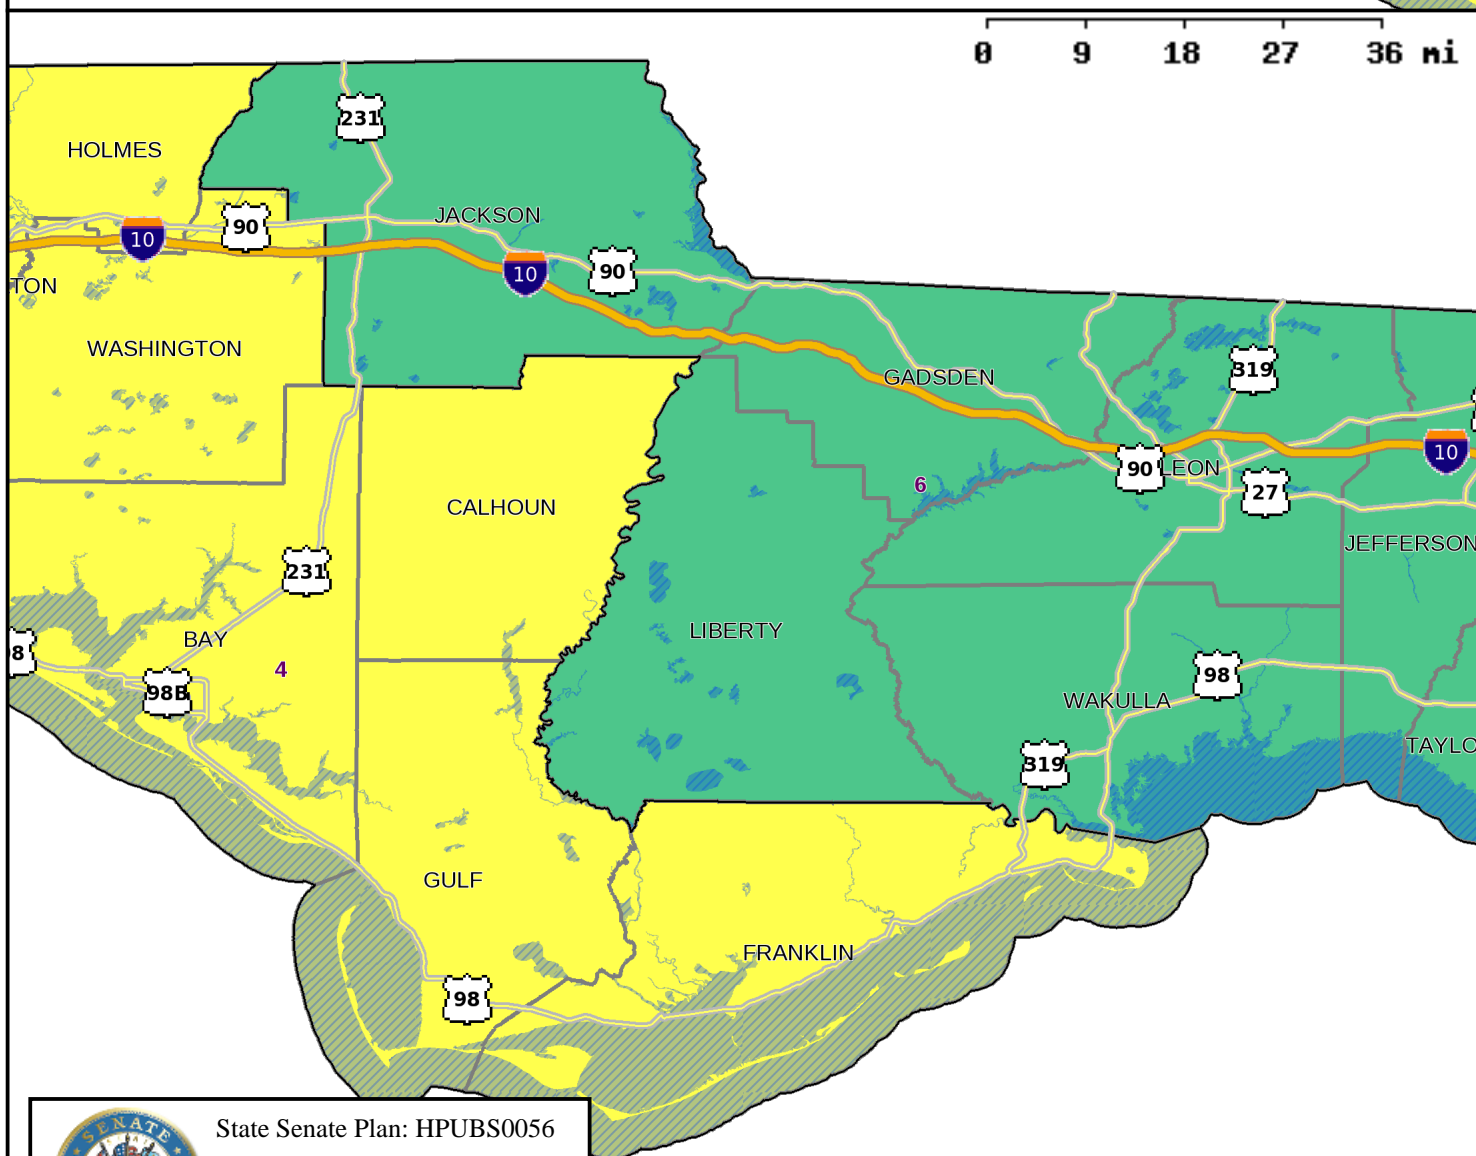 0 9 18 27 36 mi
231
HOLMES
JACKSON
90
10
10
90
TON
WASHINGTON
GADSDEN
319
LEON
90
10
27
6
CALHOUN
JEFFERSON
231
LIBERTY
BAY
4
98
98B
WAKULLA
98
TAYLO
319
GULF
FRANKLIN
98
State Senate Plan: HPUBS0056
SENATE